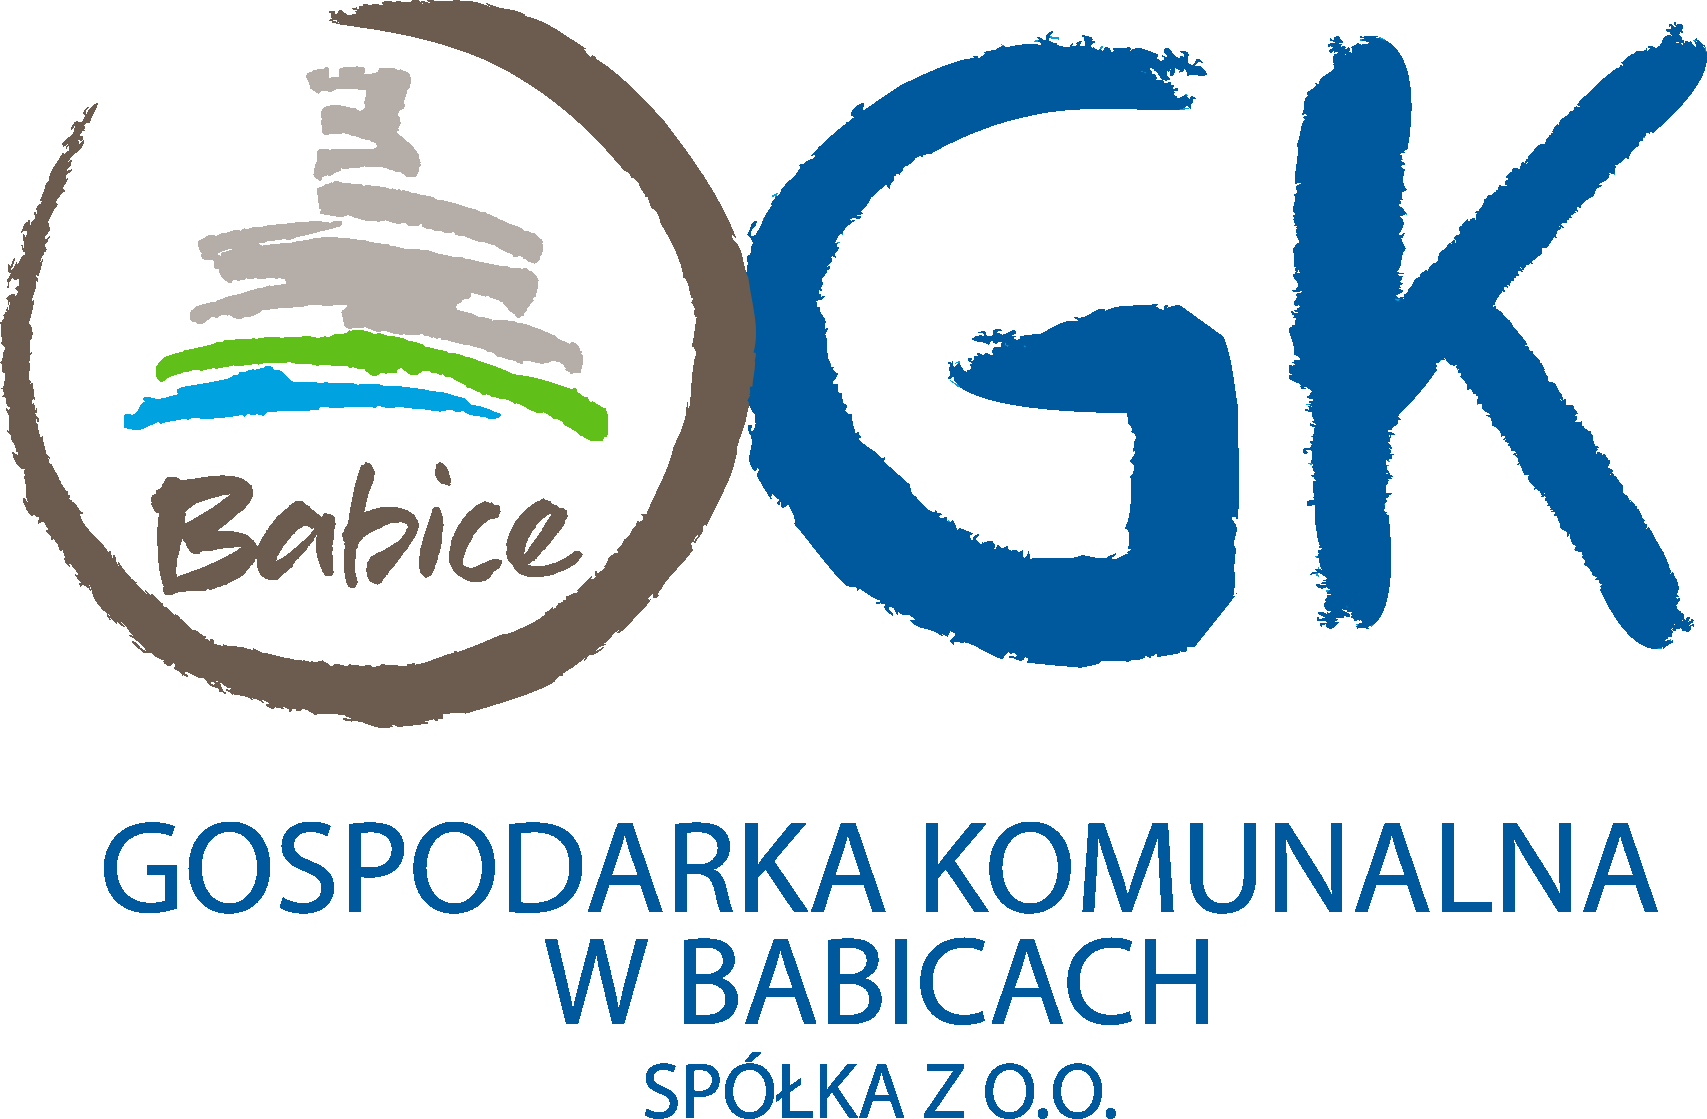 Babice
GK
GOSPODARKA KOMUNALNA
W BABICACH
SPÓŁKA Z O.O.